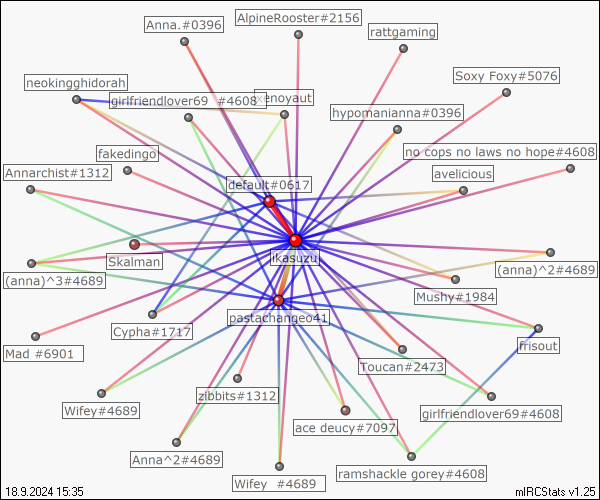 AlpineRooster#2156
Anna.#0396
rattgaming
Soxy Foxy#5076
neokingghidorah
girlfriendlover69 #4608
xenoyaut
hypomanianna#0396
no cops no laws no hope#4608
fakedingo
Annarchist#1312
avelicious
default#0617
Skalman
likasuzu
(anna)^2#4689
(anna)^3#4689
Mushy#1984
pastachangeo41
Cypha#1717
frisout
Mad #6901
Toucan#2473
zibbits#1312
Wifey#4689
girlfriendlover69#4608
ace deucy#7097
Anna^2#4689
ramshackle gorey#4608
Wifey #4689
18.9.2024 15:35
mIRCStats v1.25